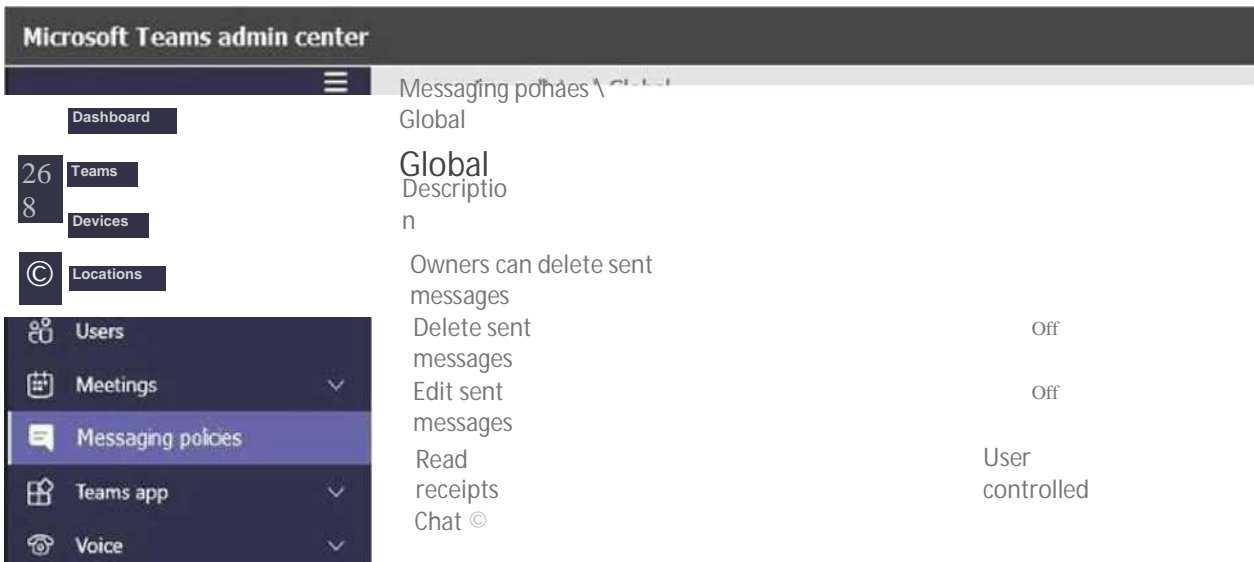 Microsoft Teams admin center
Messaging polhaes \ Global
Global
Dashboard
Global
Descriptio
n
26
8
Teams
Devices
©
Locations
Owners can delete sent
messages
Users
Delete sent
messages
Off
Meetings
Edit sent
messages
Off
Messaging policies
Read
receipts
User
controlled
Teams app
Chat ©
Voice